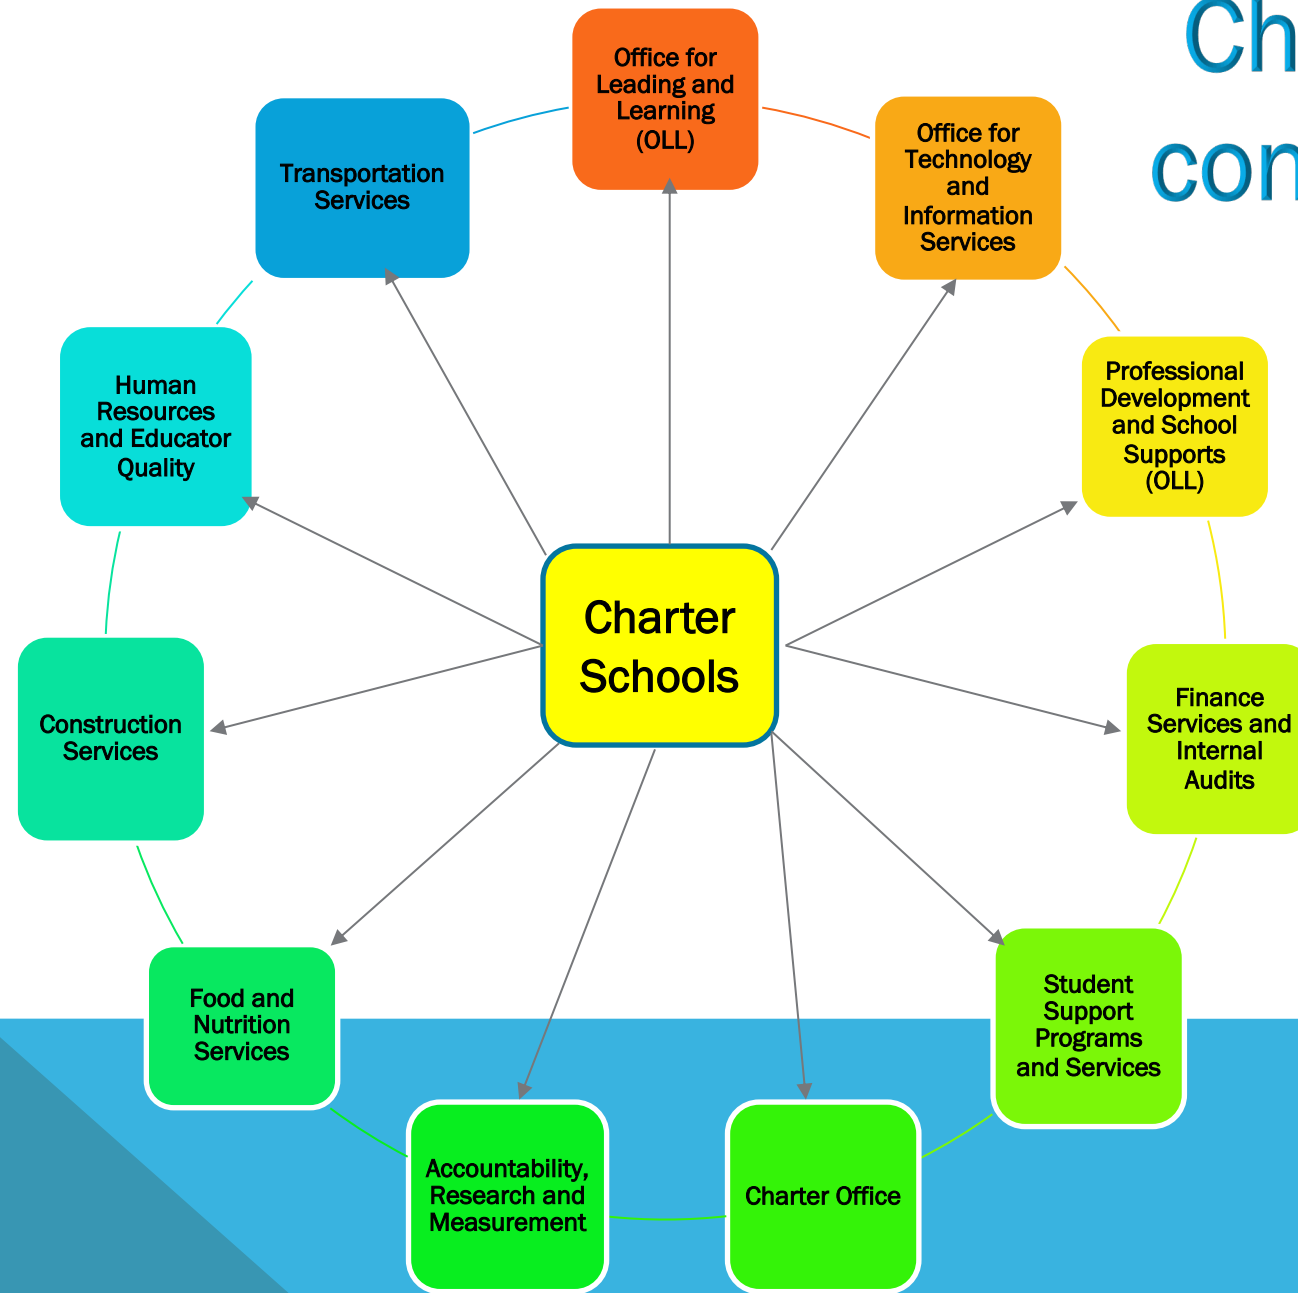 Ch
con
Office for
Leading and
Learning
(OLL)
Office for
Technology
and
Information
Services
Professional
Development
and School
Supports
(OLL)
Finance
Services and
Internal
Audits
Student
Support
Programs
and Services
Charter Office
Accountability,
Research and
Measurement
Food and
Nutrition
Services
Construction
Services
Human
Resources
and Educator
Quality
Transportation
Services
Charter
Schools